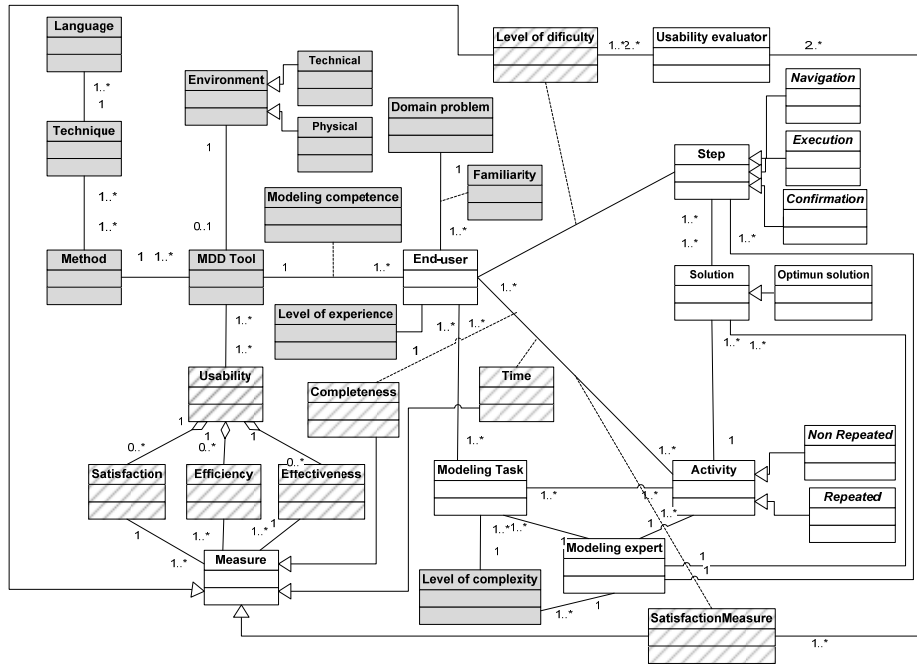 Language
Level of dificulty
Usability evaluator
1..*
2..*
2..*
Technical
Environment
Navigation
1..*
1
Domain problem
Physical
Technique
Step
Execution
1
1
Familiarity
Modeling competence
Confirmation
1..*
1..*
0..1
1..*
1..*
1..*
1..*
Method
1
1..*
MDD Tool
1
1..*
End-user
1..*
Solution
Optimun solution
Level of experience
1..*
1..*
1..*
1
1..*
1..*
1..*
Usability
Completeness
Time
1
1
1
0..*
0..*
0..*
1..*
1..*
1
Non Repeated
Satisfaction
Efficiency
Effectiveness
Modeling Task
Activity
1..*
1..*
Repeated
1..*
1
1..*
1..*
1
1..*
1..*
1
1
1..*
Measure
1
Modeling expert
1
1
Level of complexity
1..*
1
SatisfactionMeasure
1..*